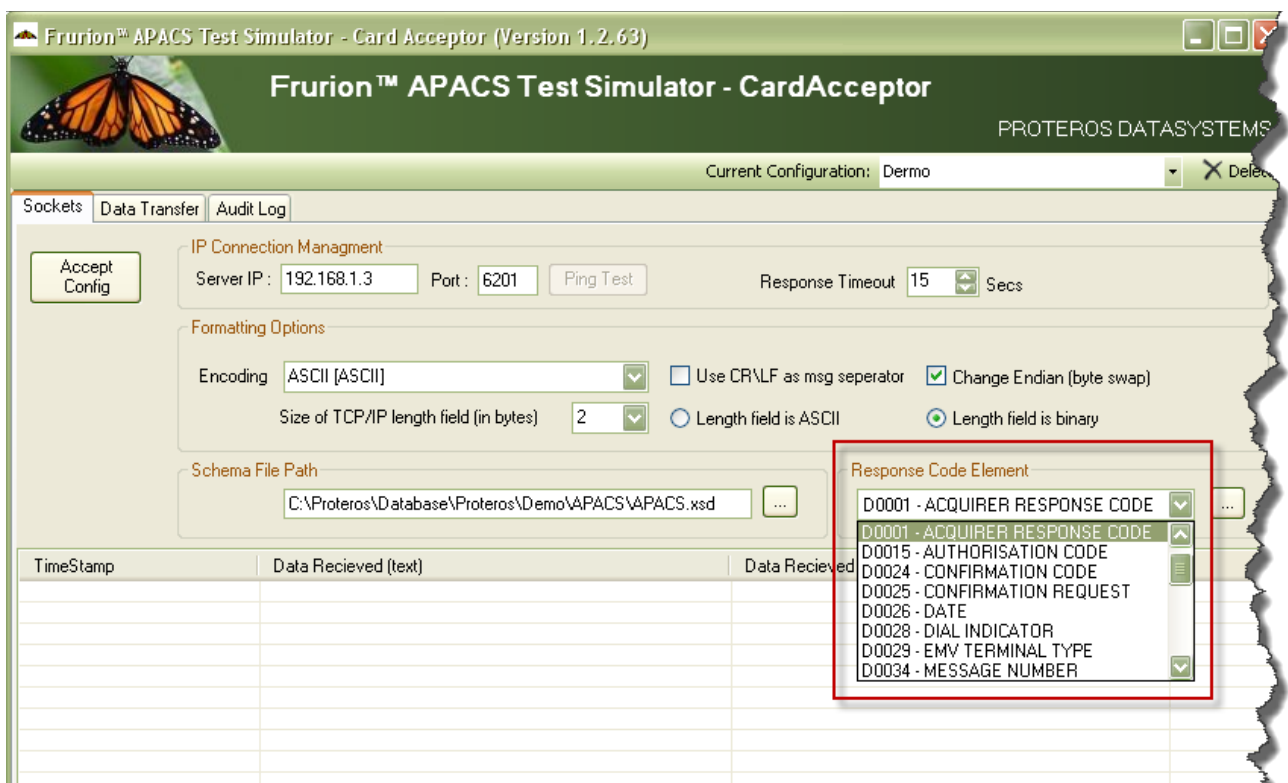 Frurion™ APACS Test Simulator - Card Acceptor (Version 1.2.63)
Frurion™ APACS Test Simulator - CardAcceptor
PROTEROS DATASYSTEMS
Current Configuration: Dermo
Sockets Data Transfer Audit Log
Accept Config
IP Connection Managment
Server IP : 192.168.1.3 Port : 6201 Ping Test Response Timeout 15 Secs
Formatting Options
Encoding ASCII [ASCII] Use CR\LF as msg seperator Change Endian (byte swap)
Size of TCP/IP length field (in bytes) 2 Length field is ASCII Length field is binary
Schema File Path
C:\Proteros\Database\Proteros\Demo\APACS\APACS.xsd ...
Response Code Element
D0001 - ACQUIRER RESPONSE CODE ...
D0001 - ACQUIRER RESPONSE CODE
D0015 - AUTHORISATION CODE
D0024 - CONFIRMATION CODE
D0025 - CONFIRMATION REQUEST
D0026 - DATE
D0028 - DIAL INDICATOR
D0029 - EMV TERMINAL TYPE
D0034 - MESSAGE NUMBER
TimeStamp Data Recieved (text) Data Recieved